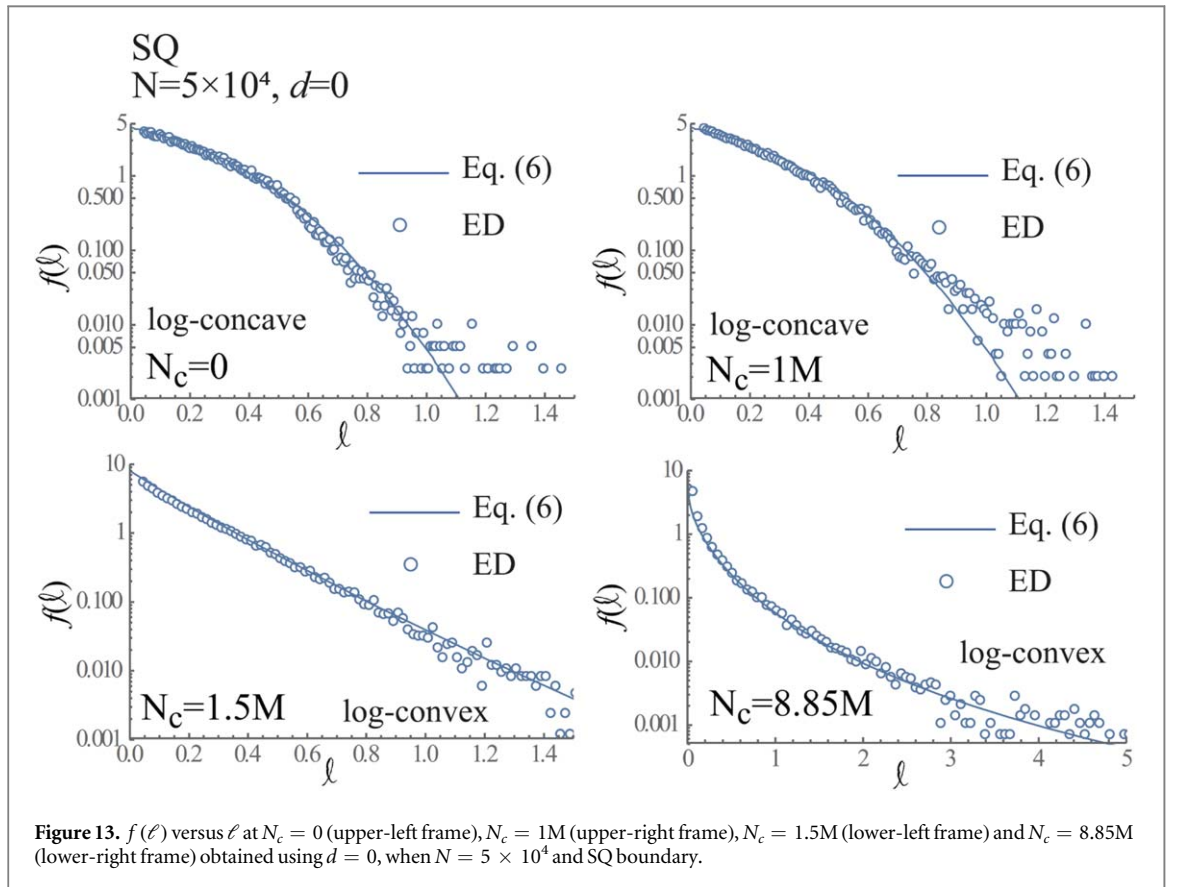 SQ
N=5×10⁴, d=0
5
1
0.500
0.100
0.050
0.010
0.005
0.001
f(ℓ)
Eq. (6)
ED
log-concave
N_c=0
0.0 0.2 0.4 0.6 0.8 1.0 1.2 1.4
ℓ
5
1
0.500
0.100
0.050
0.010
0.005
0.001
f(ℓ)
Eq. (6)
ED
log-concave
N_c=1M
0.0 0.2 0.4 0.6 0.8 1.0 1.2 1.4
ℓ
10
1
0.100
0.010
0.001
f(ℓ)
Eq. (6)
ED
N_c=1.5M log-convex
0.0 0.2 0.4 0.6 0.8 1.0 1.2 1.4
ℓ
10
1
0.100
0.010
0.001
f(ℓ)
Eq. (6)
ED
log-convex
N_c=8.85M
0 1 2 3 4 5
ℓ
Figure 13. f (ℓ) versus ℓ at N_c = 0 (upper-left frame), N_c = 1M (upper-right frame), N_c = 1.5M (lower-left frame) and N_c = 8.85M
(lower-right frame) obtained using d = 0, when N = 5 × 10⁴ and SQ boundary.